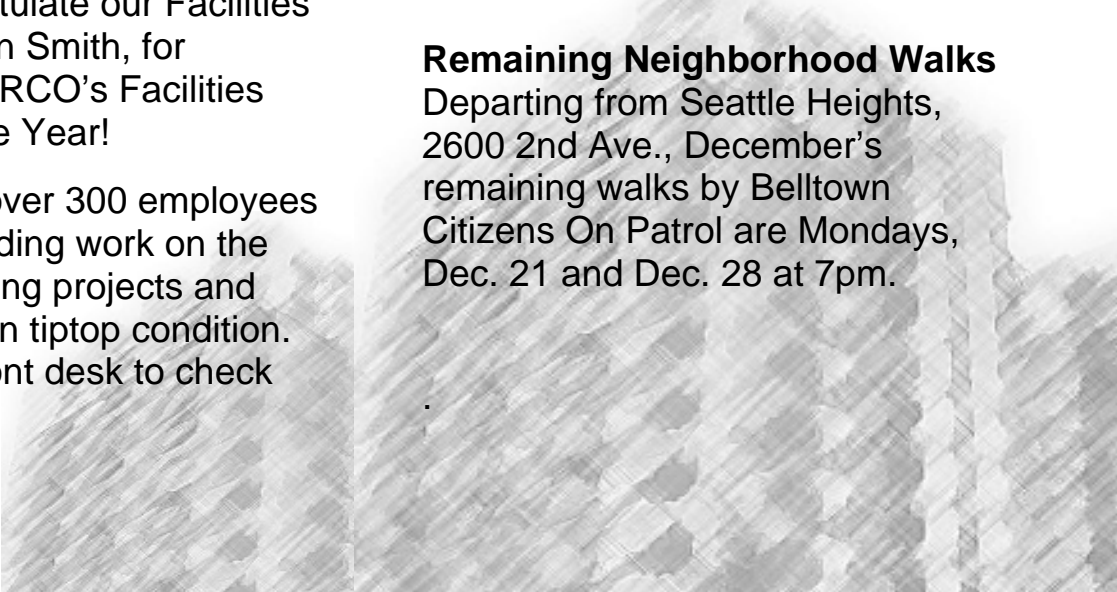 tulate our Facilities
n Smith, for
RCO's Facilities
e Year!
over 300 employees
ding work on the
ng projects and
n tiptop condition.
ont desk to check
Remaining Neighborhood Walks
Departing from Seattle Heights,
2600 2nd Ave., December's
remaining walks by Belltown
Citizens On Patrol are Mondays,
Dec. 21 and Dec. 28 at 7pm.
.